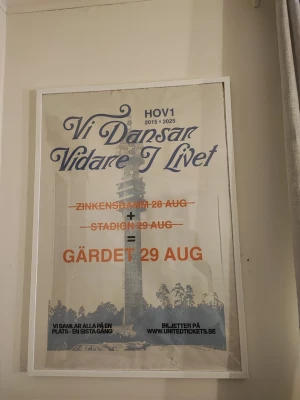 HOV1
2015 • 2025
Vi Dansar
Vidare I Livet
ZINKENSDAMM 28 AUG
+
STADION 29 AUG
=
GÄRDET 29 AUG
VI SAMLAR ALLA PÅ EN
PLATS - EN SISTA GÅNG
BILJETTER PÅ
WWW.UNITEDTICKETS.SE